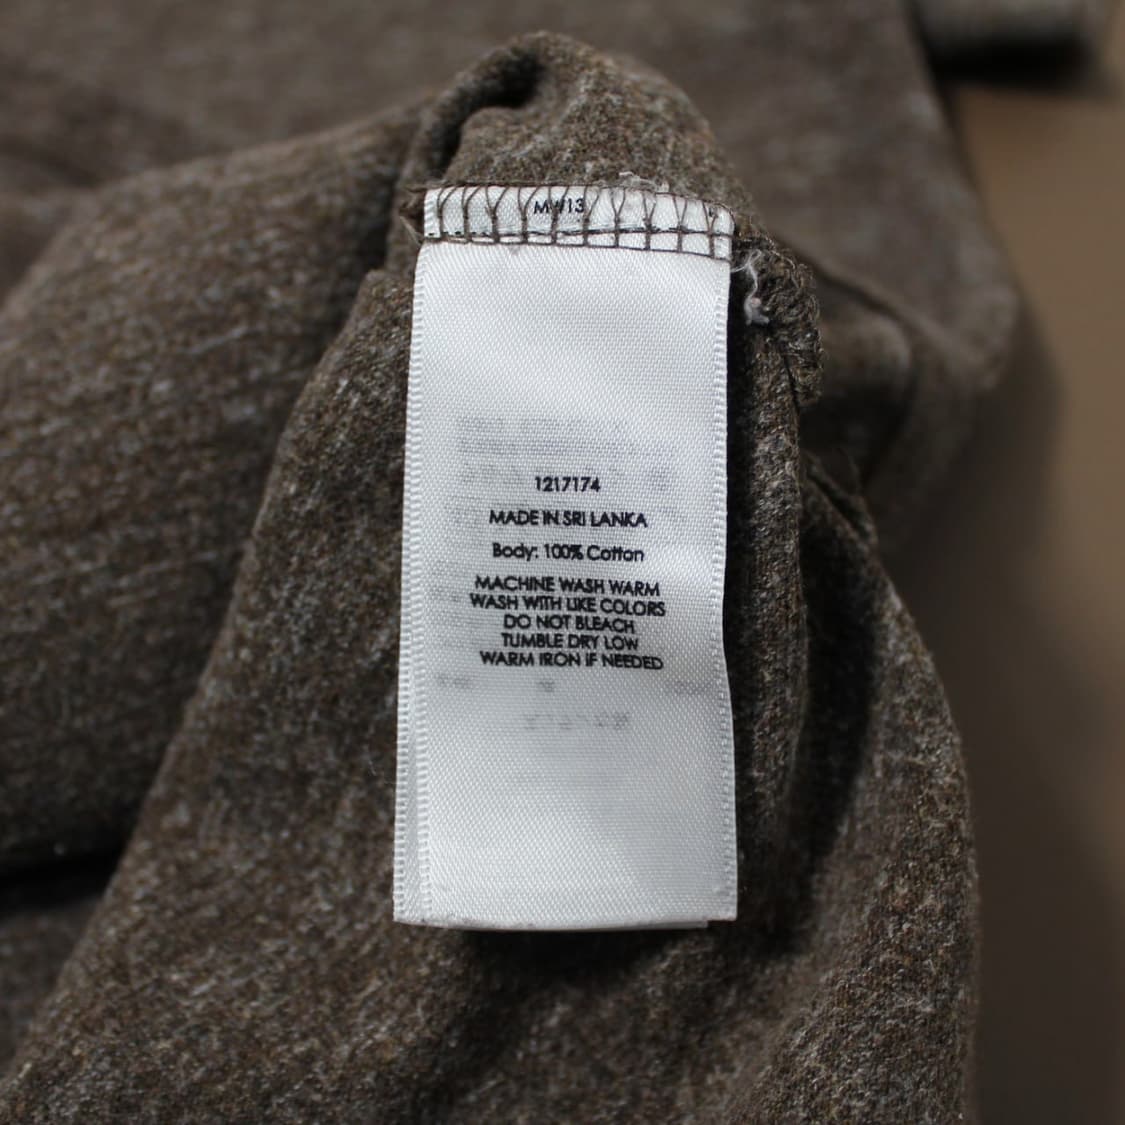 MW13
1217174
MADE IN SRI LANKA
Body: 100% Cotton
MACHINE WASH WARM
WASH WITH LIKE COLORS
DO NOT BLEACH
TUMBLE DRY LOW
WARM IRON IF NEEDED